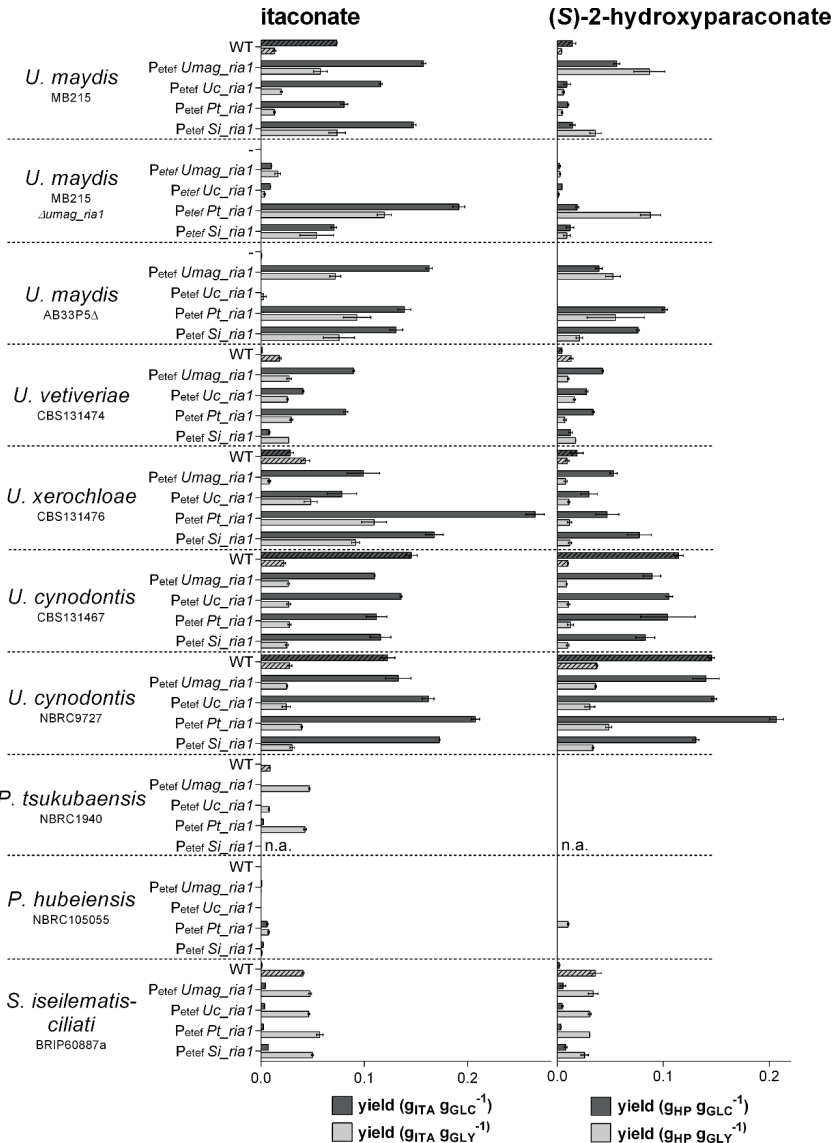 itaconate (S)-2-hydroxyparaconate
U. maydis
MB215
WT
Petef Umag_ria1
Petef Uc_ria1
Petef Pt_ria1
Petef Si_ria1
U. maydis
MB215
Δumag_ria1
-
Petef Umag_ria1
Petef Uc_ria1
Petef Pt_ria1
Petef Si_ria1
U. maydis
AB33P5Δ
-
Petef Umag_ria1
Petef Uc_ria1
Petef Pt_ria1
Petef Si_ria1
U. vetiveriae
CBS131474
WT
Petef Umag_ria1
Petef Uc_ria1
Petef Pt_ria1
Petef Si_ria1
U. xerochloae
CBS131476
WT
Petef Umag_ria1
Petef Uc_ria1
Petef Pt_ria1
Petef Si_ria1
U. cynodontis
CBS131467
WT
Petef Umag_ria1
Petef Uc_ria1
Petef Pt_ria1
Petef Si_ria1
U. cynodontis
NBRC9727
WT
Petef Umag_ria1
Petef Uc_ria1
Petef Pt_ria1
Petef Si_ria1
P. tsukubaensis
NBRC1940
WT
Petef Umag_ria1
Petef Uc_ria1
Petef Pt_ria1
Petef Si_ria1 n.a. n.a.
P. hubeiensis
NBRC105055
WT
Petef Umag_ria1
Petef Uc_ria1
Petef Pt_ria1
Petef Si_ria1
S. iseilematis-
ciliati
BRIP60887a
WT
Petef Umag_ria1
Petef Uc_ria1
Petef Pt_ria1
Petef Si_ria1
0.0 0.1 0.2 0.0 0.1 0.2
yield (gITA gGLC⁻¹) yield (gHP gGLC⁻¹)
yield (gITA gGLY⁻¹) yield (gHP gGLY⁻¹)